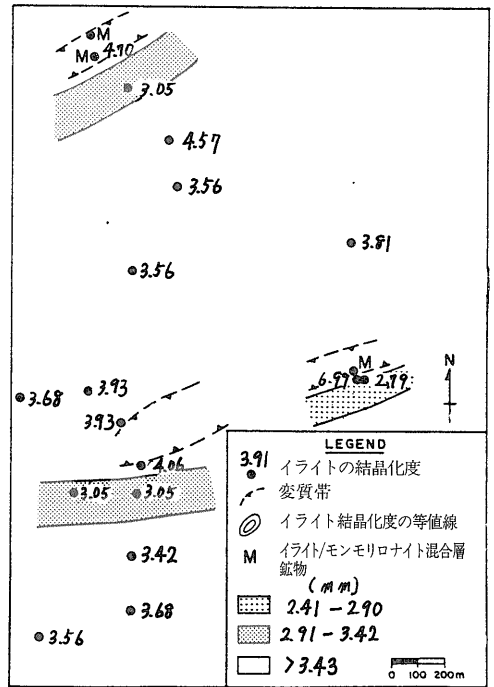 M
M 4.70
3.05
4.57
3.56
3.81
3.56
M
6.99 2.79
N
3.68
3.93
3.93
4.06
3.05 3.05
3.42
3.68
3.56
LEGEND
3.91 イライトの結晶化度
変質帯
イライト結晶化度の等値線
M イライト/モンモリロナイト混合層
鉱物
(mm)
2.41-2.90
2.91-3.42
>3.43
0 100 200m